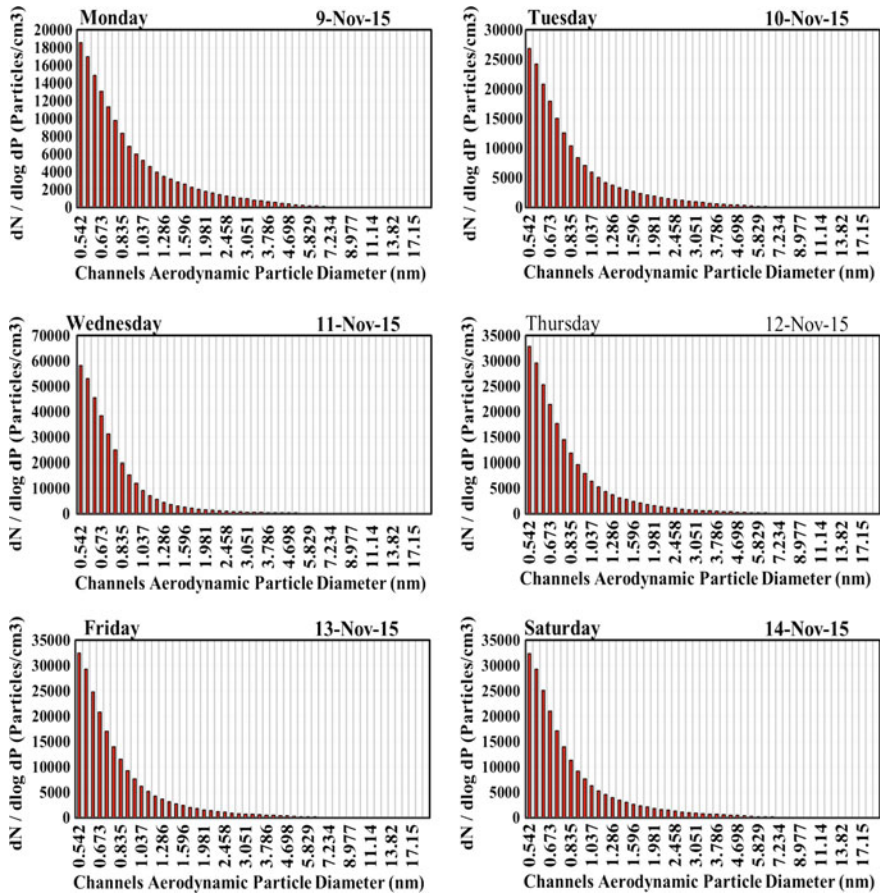 Monday 9-Nov-15
dN / dlog dP (Particles/cm3)
20000
18000
16000
14000
12000
10000
8000
6000
4000
2000
0
0.542 0.673 0.835 1.037 1.286 1.596 1.981 2.458 3.051 3.786 4.698 5.829 7.234 8.977 11.14 13.82 17.15
Channels Aerodynamic Particle Diameter (nm)
Tuesday 10-Nov-15
dN / dlog dP (Particles/cm3)
30000
25000
20000
15000
10000
5000
0
0.542 0.673 0.835 1.037 1.286 1.596 1.981 2.458 3.051 3.786 4.698 5.829 7.234 8.977 11.14 13.82 17.15
Channels Aerodynamic Particle Diameter (nm)
Wednesday 11-Nov-15
dN / dlog dP (Particles/cm3)
70000
60000
50000
40000
30000
20000
10000
0
0.542 0.673 0.835 1.037 1.286 1.596 1.981 2.458 3.051 3.786 4.698 5.829 7.234 8.977 11.14 13.82 17.15
Channels Aerodynamic Particle Diameter (nm)
Thursday 12-Nov-15
dN / dlog dP (Particles/cm3)
35000
30000
25000
20000
15000
10000
5000
0
0.542 0.673 0.835 1.037 1.286 1.596 1.981 2.458 3.051 3.786 4.698 5.829 7.234 8.977 11.14 13.82 17.15
Channels Aerodynamic Particle Diameter (nm)
Friday 13-Nov-15
dN / dlog dP (Particles/cm3)
35000
30000
25000
20000
15000
10000
5000
0
0.542 0.673 0.835 1.037 1.286 1.596 1.981 2.458 3.051 3.786 4.698 5.829 7.234 8.977 11.14 13.82 17.15
Channels Aerodynamic Particle Diameter (nm)
Saturday 14-Nov-15
dN / dlog dP (Particles/cm3)
35000
30000
25000
20000
15000
10000
5000
0
0.542 0.673 0.835 1.037 1.286 1.596 1.981 2.458 3.051 3.786 4.698 5.829 7.234 8.977 11.14 13.82 17.15
Channels Aerodynamic Particle Diameter (nm)